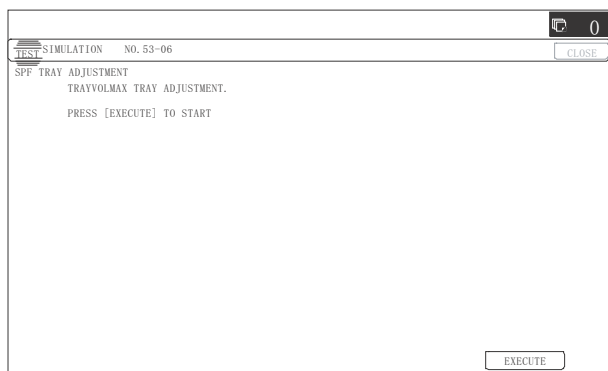 0
TEST SIMULATION NO. 53-06
CLOSE
SPF TRAY ADJUSTMENT
TRAYVOLMAX TRAY ADJUSTMENT.
PRESS [EXECUTE] TO START
EXECUTE